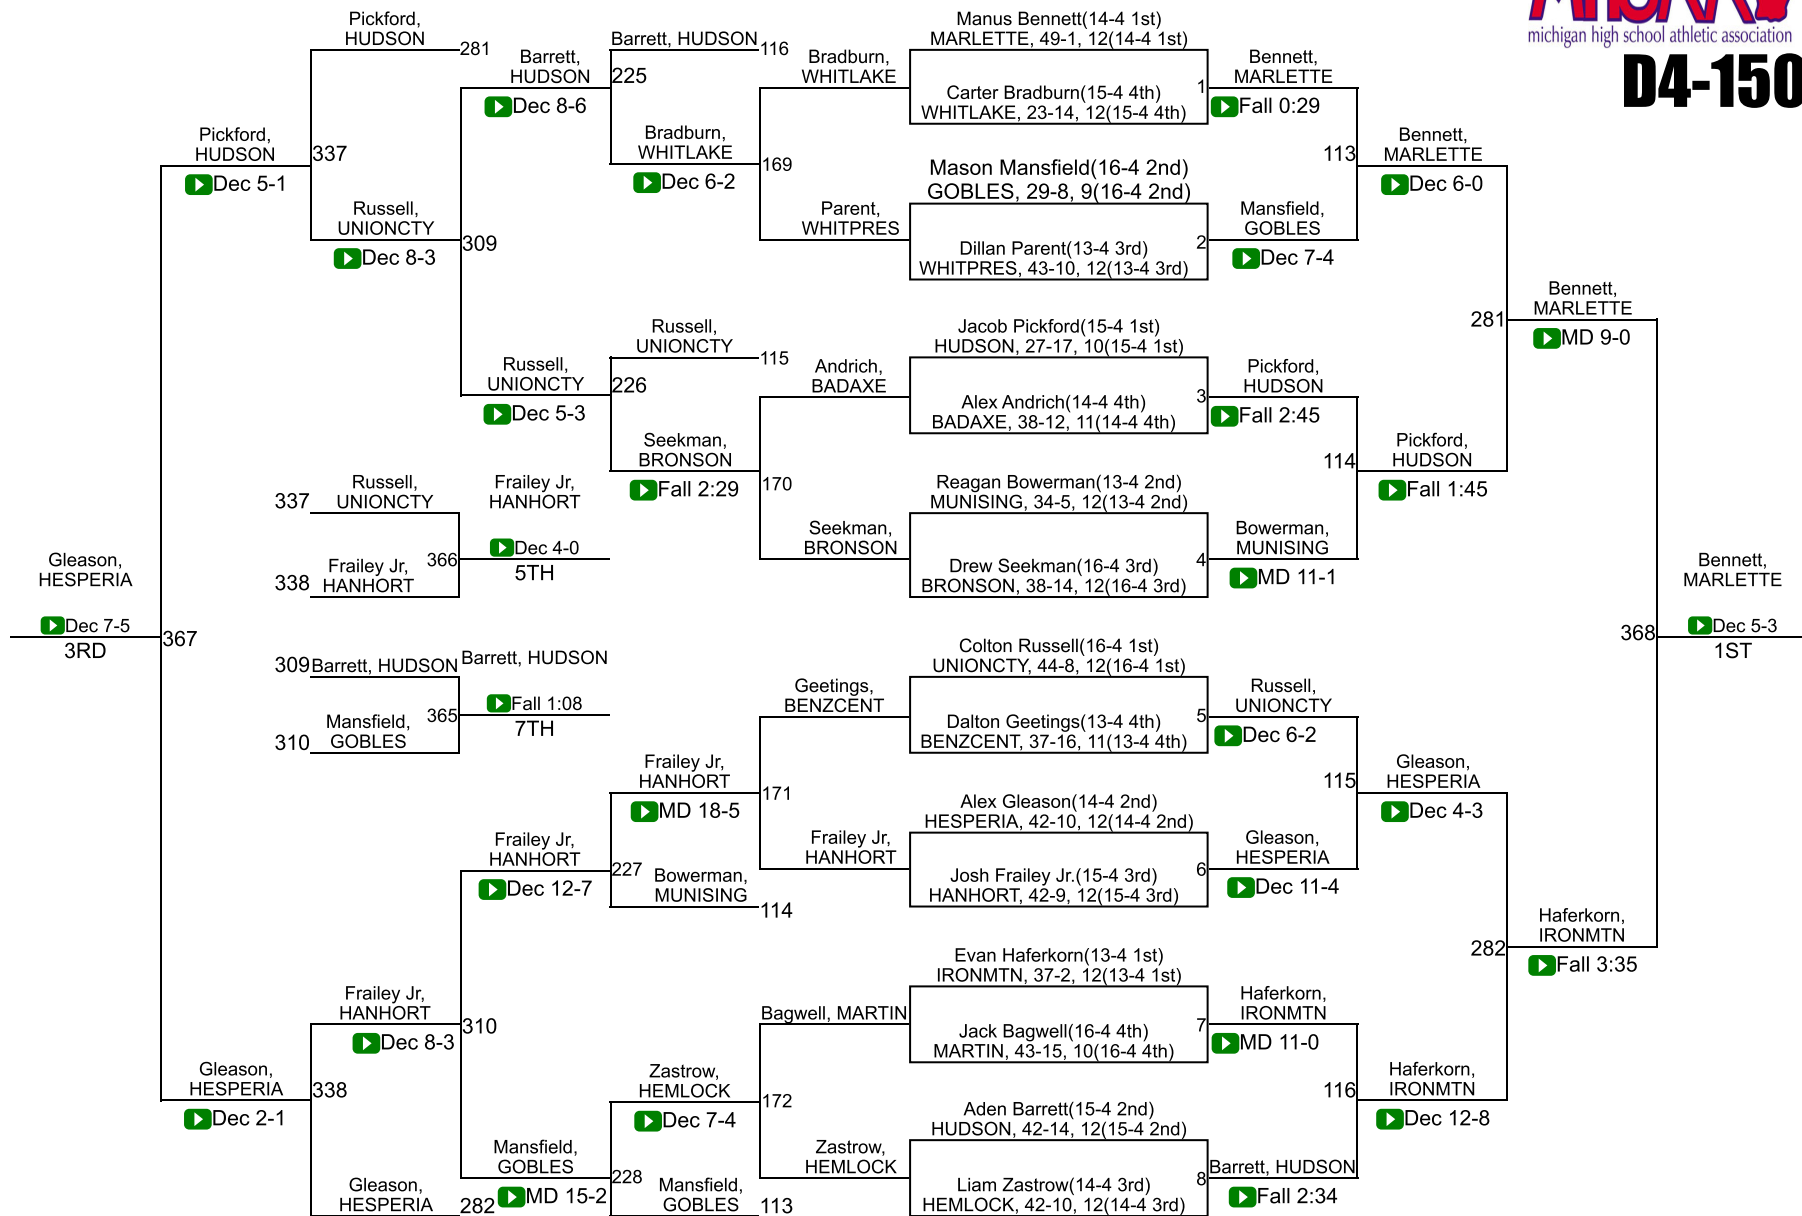 MHSAA
michigan high school athletic association
D4-150
Pickford,
HUDSON
281
Barrett,
HUDSON
Dec 8-6
Barrett, HUDSON
116
225
Bradburn,
WHITLAKE
Manus Bennett(14-4 1st)
MARLETTE, 49-1, 12(14-4 1st)
Carter Bradburn(15-4 4th)
WHITLAKE, 23-14, 12(15-4 4th)
1
Bennett,
MARLETTE
Fall 0:29
Pickford,
HUDSON
Dec 5-1
337
Bradburn,
WHITLAKE
Dec 6-2
169
113
Bennett,
MARLETTE
Dec 6-0
Russell,
UNIONCTY
Dec 8-3
309
Parent,
WHITPRES
Mason Mansfield(16-4 2nd)
GOBLES, 29-8, 9(16-4 2nd)
Dillan Parent(13-4 3rd)
WHITPRES, 43-10, 12(13-4 3rd)
2
Mansfield,
GOBLES
Dec 7-4
281
Bennett,
MARLETTE
MD 9-0
Russell,
UNIONCTY
115
Russell,
UNIONCTY
Dec 5-3
226
Andrich,
BADAXE
Jacob Pickford(15-4 1st)
HUDSON, 27-17, 10(15-4 1st)
Alex Andrich(14-4 4th)
BADAXE, 38-12, 11(14-4 4th)
3
Pickford,
HUDSON
Fall 2:45
Seekman,
BRONSON
Fall 2:29
170
114
Pickford,
HUDSON
Fall 1:45
337
Russell,
UNIONCTY
Frailey Jr,
HANHORT
338
Frailey Jr,
HANHORT
366
Dec 4-0
5TH
Seekman,
BRONSON
Reagan Bowerman(13-4 2nd)
MUNISING, 34-5, 12(13-4 2nd)
Drew Seekman(16-4 3rd)
BRONSON, 38-14, 12(16-4 3rd)
4
Bowerman,
MUNISING
MD 11-1
Gleason,
HESPERIA
Dec 7-5
3RD
367
368
Bennett,
MARLETTE
Dec 5-3
1ST
309
Barrett, HUDSON
Barrett, HUDSON
310
Mansfield,
GOBLES
365
Fall 1:08
7TH
Geetings,
BENZCENT
Colton Russell(16-4 1st)
UNIONCTY, 44-8, 12(16-4 1st)
Dalton Geetings(13-4 4th)
BENZCENT, 37-16, 11(13-4 4th)
5
Russell,
UNIONCTY
Dec 6-2
Frailey Jr,
HANHORT
MD 18-5
171
115
Gleason,
HESPERIA
Dec 4-3
Frailey Jr,
HANHORT
Dec 12-7
227
Bowerman,
MUNISING
114
Frailey Jr,
HANHORT
Alex Gleason(14-4 2nd)
HESPERIA, 42-10, 12(14-4 2nd)
Josh Frailey Jr.(15-4 3rd)
HANHORT, 42-9, 12(15-4 3rd)
6
Gleason,
HESPERIA
Dec 11-4
282
Haferkorn,
IRONMTN
Fall 3:35
Frailey Jr,
HANHORT
Dec 8-3
310
Bagwell, MARTIN
Evan Haferkorn(13-4 1st)
IRONMTN, 37-2, 12(13-4 1st)
Jack Bagwell(16-4 4th)
MARTIN, 43-15, 10(16-4 4th)
7
Haferkorn,
IRONMTN
MD 11-0
Gleason,
HESPERIA
Dec 2-1
338
Zastrow,
HEMLOCK
Dec 7-4
172
116
Haferkorn,
IRONMTN
Dec 12-8
Gleason,
HESPERIA
282
Mansfield,
GOBLES
MD 15-2
228
Mansfield,
GOBLES
113
Zastrow,
HEMLOCK
Aden Barrett(15-4 2nd)
HUDSON, 42-14, 12(15-4 2nd)
Liam Zastrow(14-4 3rd)
HEMLOCK, 42-10, 12(14-4 3rd)
8
Barrett, HUDSON
Fall 2:34